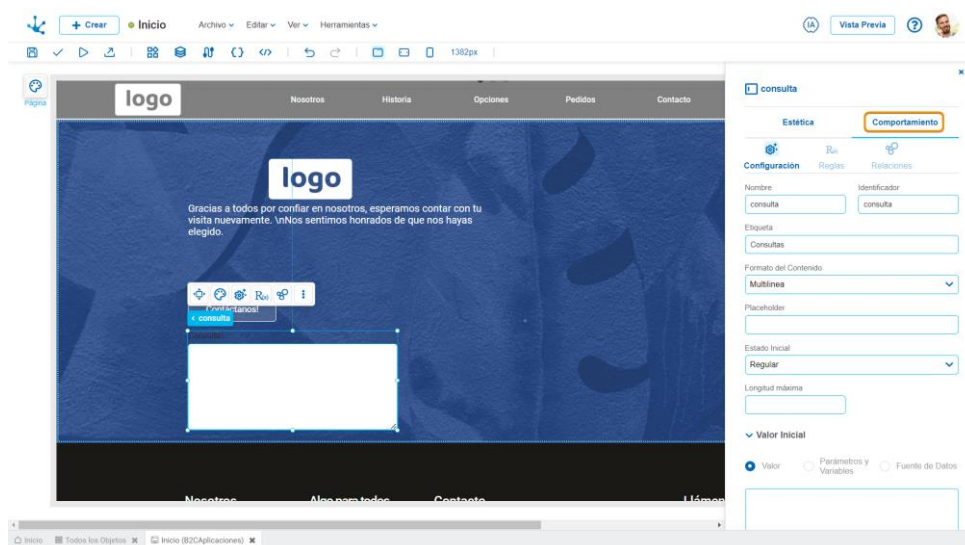 + Crear
Inicio
Archivo
Editar
Ver
Herramientas
IA
Vista Previa
?
1382px
Página
logo
Nosotros
Historia
Opciones
Pedidos
Contacto
logo
Gracias a todos por confiar en nosotros, esperamos contar con tu
visita nuevamente. \nNos sentimos honrados de que nos hayas
elegido.
Contáctanos!
consulta
Nosotros
Algo para todos
Contacto
consulta
Estética
Comportamiento
Configuración
Reglas
Relaciones
Nombre
Identificador
consulta
consulta
Etiqueta
Consultas
Formato del Contenido
Multilinea
Placeholder
Estado Inicial
Regular
Longitud máxima
Valor Inicial
Valor
Parámetros y
Variables
Fuente de Datos
Inicio
Todos los Objetos
Inicio (B2CAplicaciones)